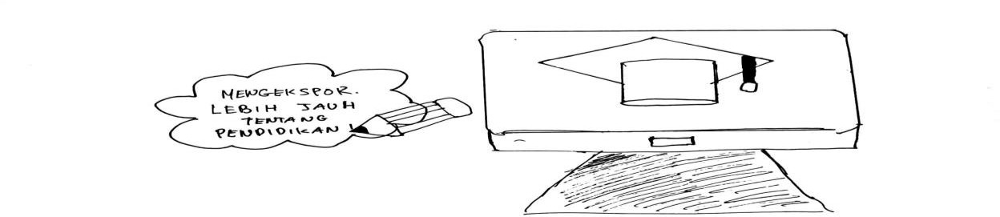 MENGEKSPOR.
LEBIH JAUH
TENTANG
PENDIDIKAN!